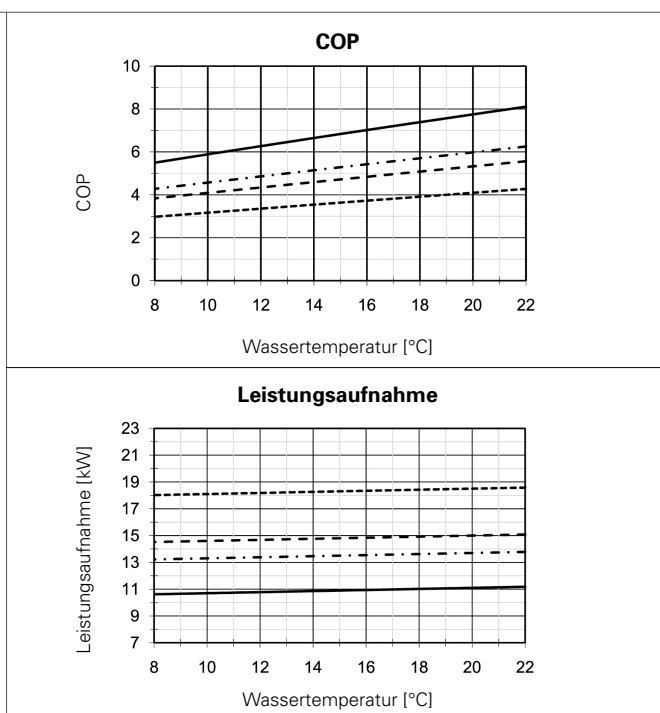 COP
10
8
6
4
2
0
COP
8 10 12 14 16 18 20 22
Wassertemperatur [°C]
Leistungsaufnahme
23
21
19
17
15
13
11
9
7
Leistungsaufnahme [kW]
8 10 12 14 16 18 20 22
Wassertemperatur [°C]